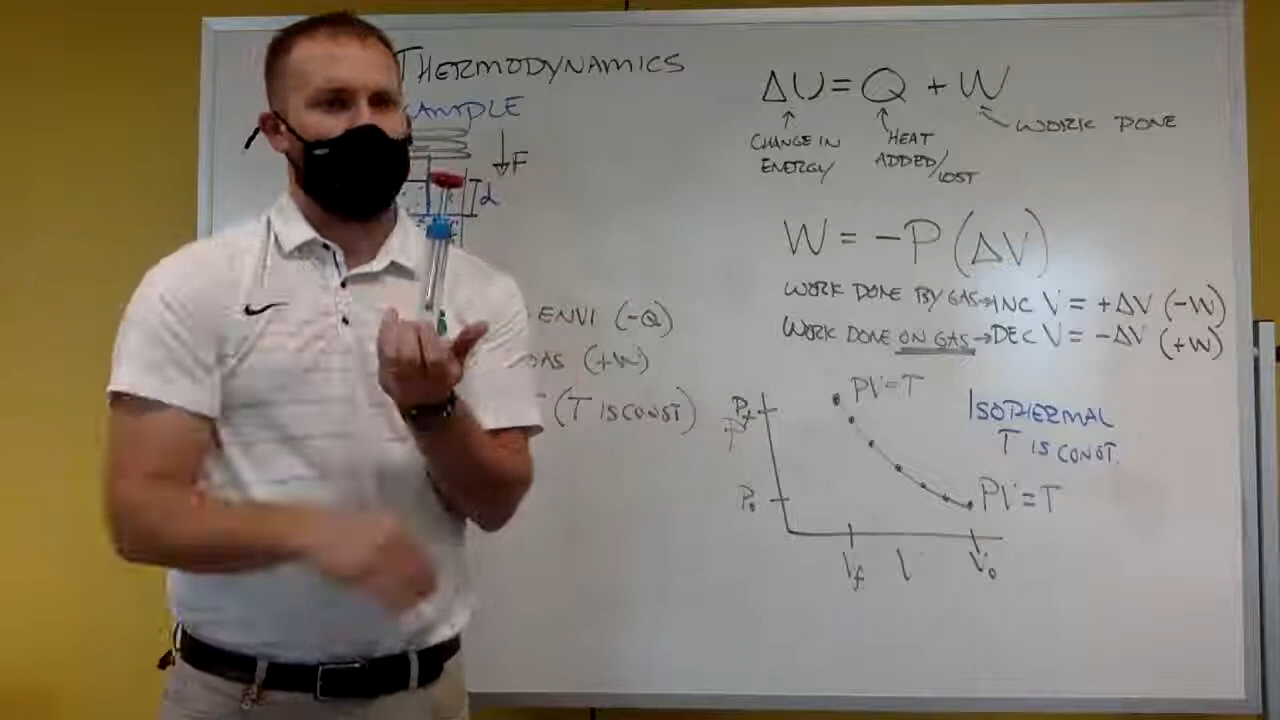 THERMODYNAMICS
F
d
ENVI (-Q)
GAS (+W)
(T IS CONST)
ΔU = Q + W
CHANGE IN ENERGY
HEAT ADDED/LOST
WORK DONE
W = -P(ΔV)
WORK DONE BY GAS→INC V = +ΔV (-W)
WORK DONE ON GAS→DEC V = -ΔV (+W)
PV=T
ISOTHERMAL
T IS CONST.
Pf
P
P₀
PV=T
Vf
V
V₀